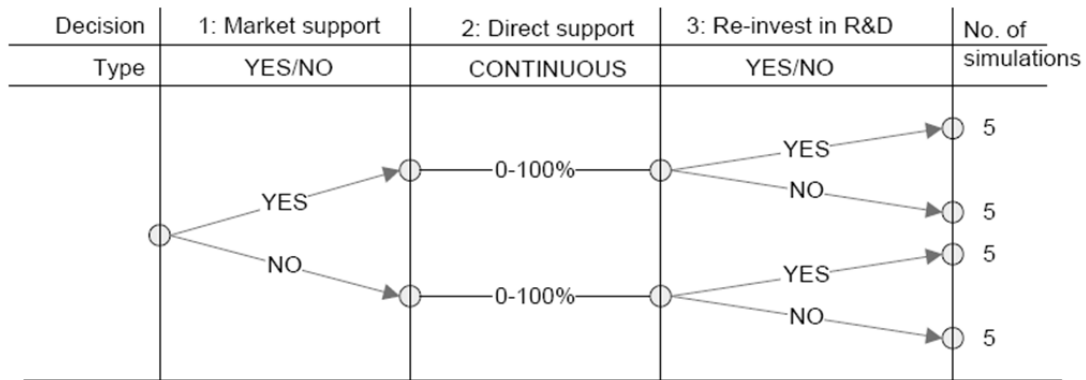 Decision 1: Market support 2: Direct support 3: Re-invest in R&D No. of
simulations
Type YES/NO CONTINUOUS YES/NO
5
YES
YES 0-100% NO
5
5
NO 0-100% YES
NO
5